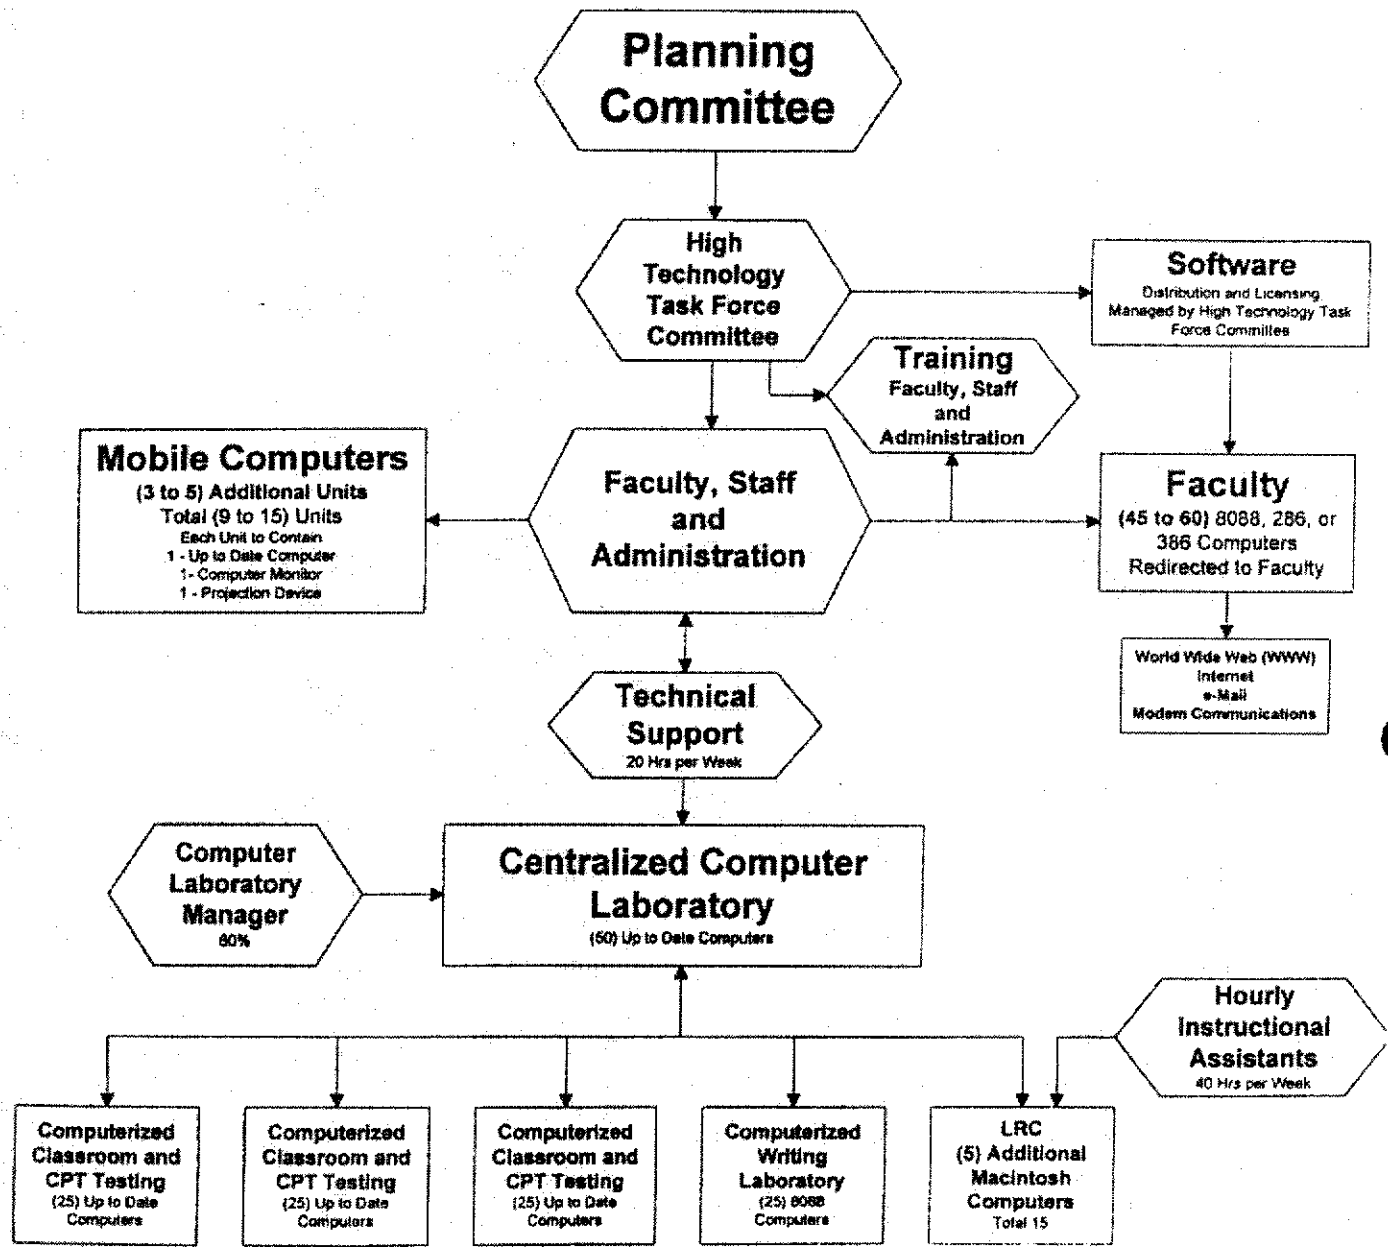 Planning
Committee
High
Technology
Task Force
Committee
Software
Distribution and Licensing
Managed by High Technology Task
Force Committee
Training
Faculty, Staff
and
Administration
Mobile Computers
(3 to 5) Additional Units
Total (9 to 15) Units
Each Unit to Contain
1 - Up to Date Computer
1- Computer Monitor
1 - Projection Device
Faculty, Staff
and
Administration
Faculty
(45 to 60) 8088, 286, or
386 Computers
Redirected to Faculty
World Wide Web (WWW)
Internet
e-Mail
Modem Communications
Technical
Support
20 Hrs per Week
Computer
Laboratory
Manager
60%
Centralized Computer
Laboratory
(50) Up to Date Computers
Hourly
Instructional
Assistants
40 Hrs per Week
Computerized
Classroom and
CPT Testing
(25) Up to Date
Computers
Computerized
Classroom and
CPT Testing
(25) Up to Date
Computers
Computerized
Classroom and
CPT Testing
(25) Up to Date
Computers
Computerized
Writing
Laboratory
(25) 8088
Computers
LRC
(5) Additional
Macintosh
Computers
Total 15